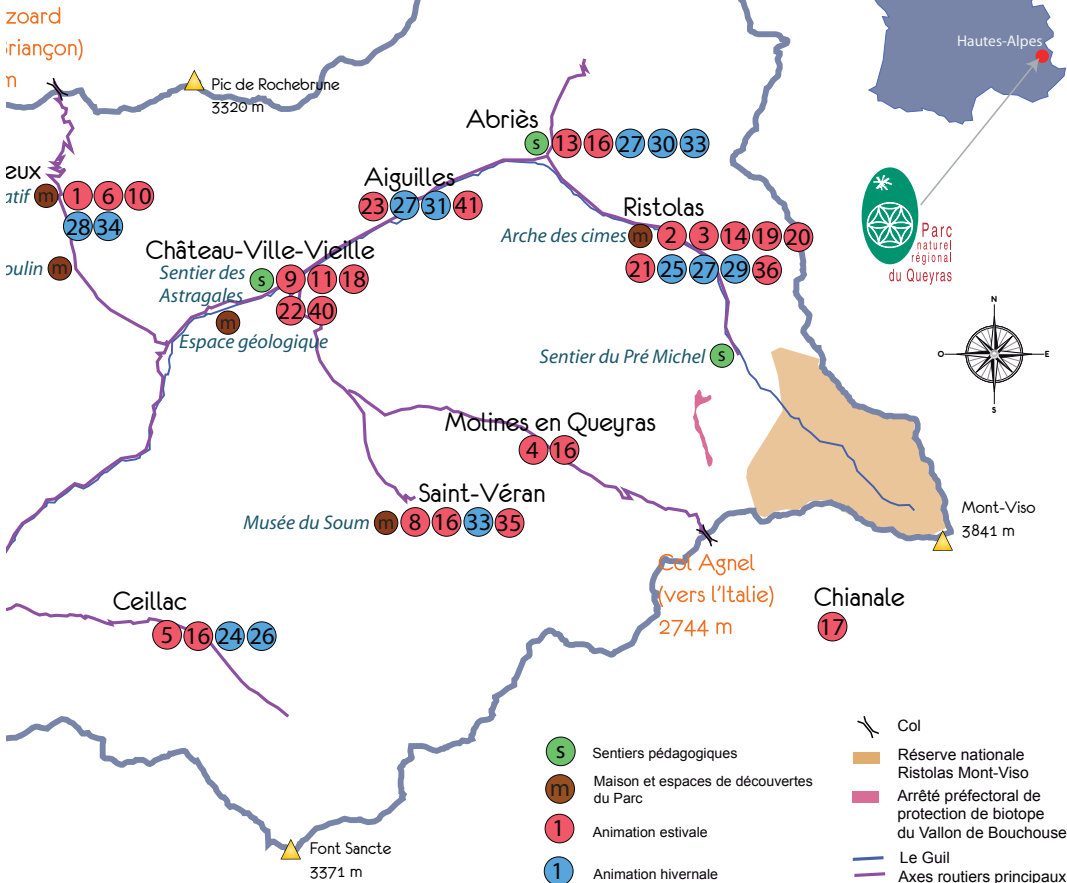 zoard
riançon)
m
Pic de Rochebrune
3320 m
Hautes-Alpes
Parc
naturel
régional
du Queyras
N
O
E
S
Abriès
s 13 16 27 30 33
Aiguilles
23 27 31 41
eux
atif m 1 6 10
28 34
oulin m
Château-Ville-Vieille
Sentier des
Astragales
s 9 11 18
22 40
m
Espace géologique
Ristolas
Arche des cimes m 2 3 14 19 20
21 25 27 29 36
Sentier du Pré Michel s
Molines en Queyras
4 16
Saint-Véran
Musée du Soum m 8 16 33 35
Mont-Viso
3841 m
Col Agnel
(vers l'Italie)
2744 m
Chianale
17
Ceillac
5 16 24 26
Font Sancte
3371 m
s Sentiers pédagogiques
m Maison et espaces de découvertes
du Parc
1 Animation estivale
1 Animation hivernale
Col
Réserve nationale
Ristolas Mont-Viso
Arrêté préfectoral de
protection de biotope
du Vallon de Bouchouse
Le Guil
Axes routiers principaux